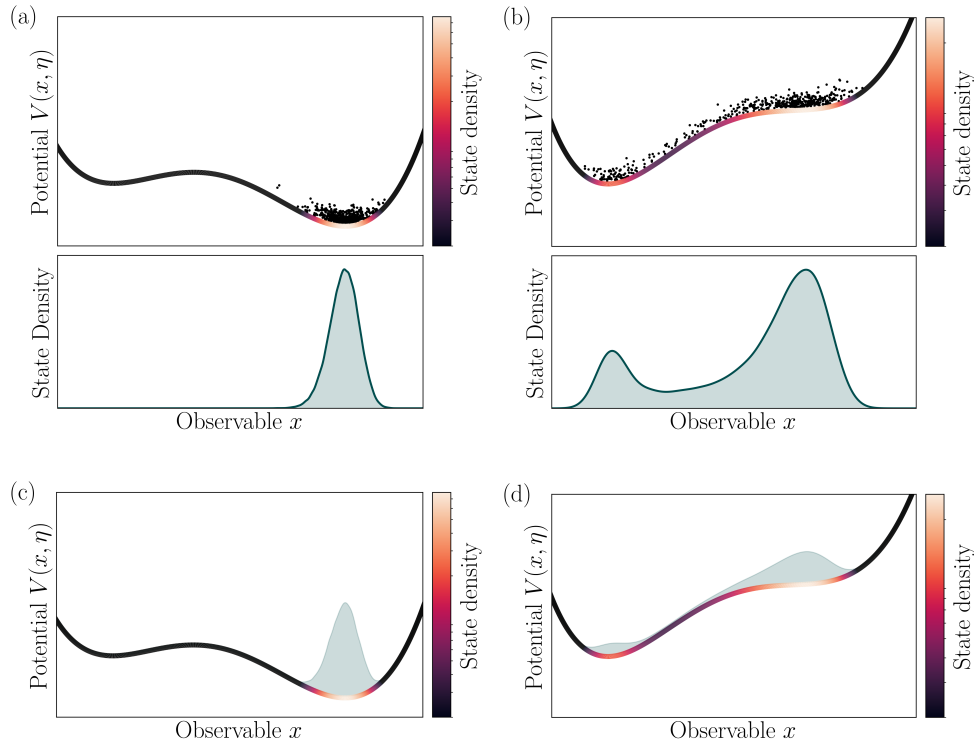 (a)
Potential V(x, η)
State density
State Density
Observable x
(b)
Potential V(x, η)
State density
State Density
Observable x
(c)
Potential V(x, η)
State density
Observable x
(d)
Potential V(x, η)
State density
Observable x